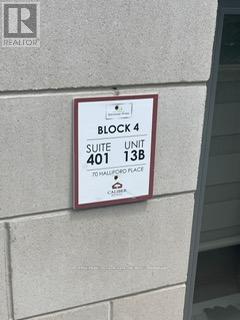 REALTOR®
BLOCK 4
SUITE UNIT
401 13B
70 HALLIFORD PLACE
CALIBER